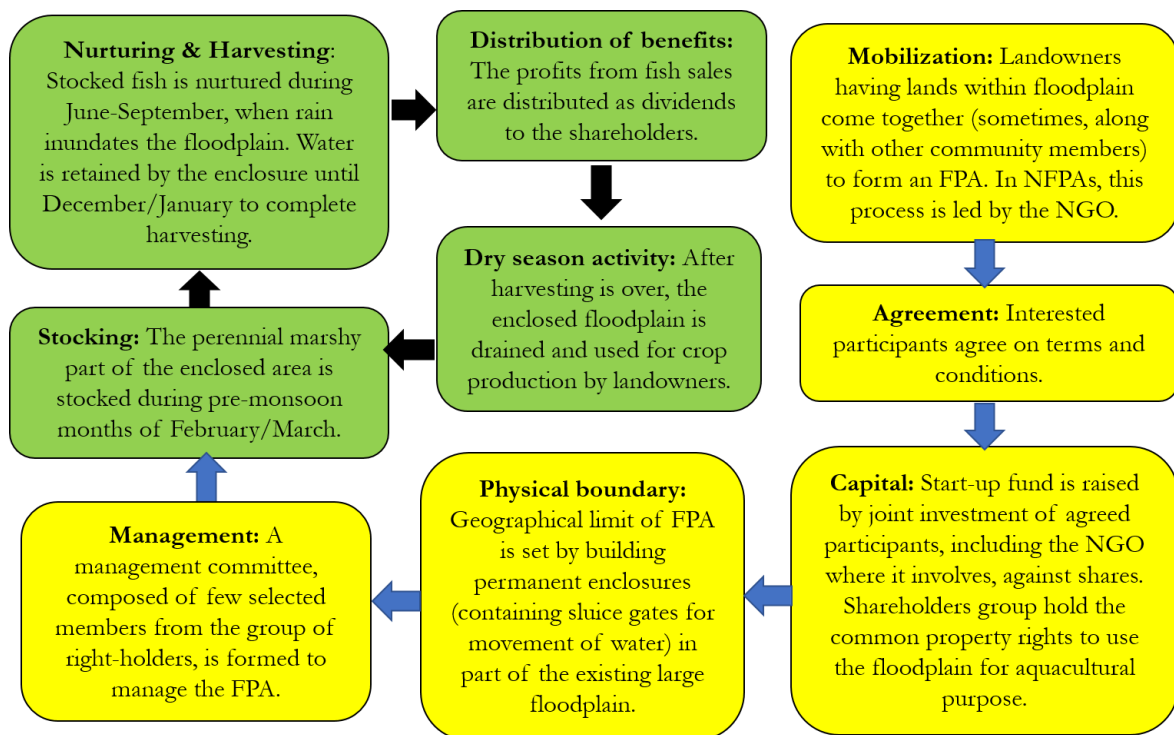 Nurturing & Harvesting:
Stocked fish is nurtured during
June-September, when rain
inundates the floodplain. Water
is retained by the enclosure until
December/January to complete
harvesting.
Distribution of benefits:
The profits from fish sales
are distributed as dividends
to the shareholders.
Mobilization: Landowners
having lands within floodplain
come together (sometimes, along
with other community members)
to form an FPA. In NFPAs, this
process is led by the NGO.
Stocking: The perennial marshy
part of the enclosed area is
stocked during pre-monsoon
months of February/March.
Dry season activity: After
harvesting is over, the
enclosed floodplain is
drained and used for crop
production by landowners.
Agreement: Interested
participants agree on terms and
conditions.
Management: A
management committee,
composed of few selected
members from the group of
right-holders, is formed to
manage the FPA.
Physical boundary:
Geographical limit of FPA
is set by building
permanent enclosures
(containing sluice gates for
movement of water) in
part of the existing large
floodplain.
Capital: Start-up fund is raised
by joint investment of agreed
participants, including the NGO
where it involves, against shares.
Shareholders group hold the
common property rights to use
the floodplain for aquacultural
purpose.